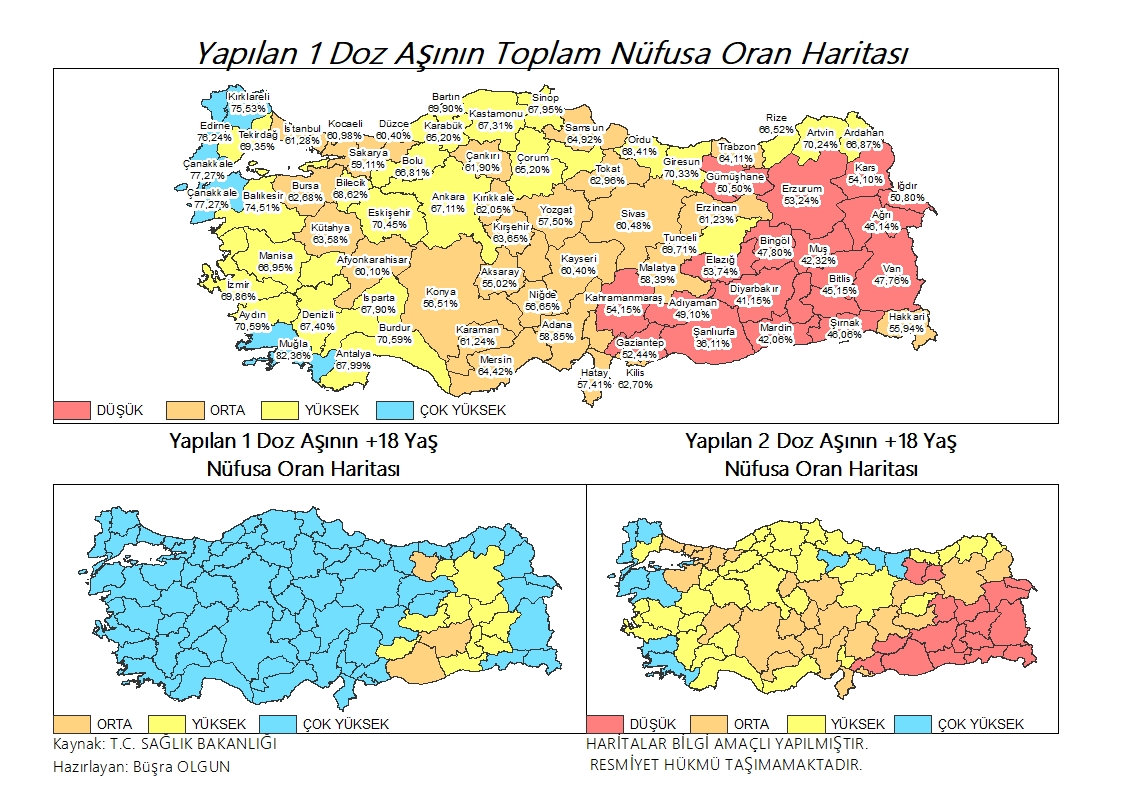 Yapılan 1 Doz Aşının Toplam Nüfusa Oran Haritası
Kırklareli
75,53%
Edirne
76,24%
Tekirdağ
69,35%
İstanbul
61,28%
Kocaeli
60,98%
Düzce
60,40%
Bartın
69,90%
Karabük
65,20%
Kastamonu
67,31%
Sinop
67,95%
Samsun
64,92%
Ordu
68,41%
Giresun
70,33%
Trabzon
64,11%
Rize
66,52%
Artvin
70,24%
Ardahan
66,87%
Çanakkale
77,27%
Çanakkale
77,27%
Balıkesir
74,51%
Bursa
62,68%
Bilecik
68,62%
Sakarya
59,11%
Bolu
66,81%
Çankırı
61,90%
Çorum
65,20%
Tokat
62,96%
Gümüşhane
50,50%
Erzurum
53,24%
Kars
54,10%
Iğdır
50,80%
Ağrı
46,14%
Eskişehir
70,45%
Ankara
67,11%
Kırıkkale
62,05%
Yozgat
57,50%
Sivas
60,48%
Erzincan
61,23%
Kütahya
63,58%
Kırşehir
63,65%
Tunceli
69,71%
Bingöl
47,80%
Muş
42,32%
Manisa
66,95%
Afyonkarahisar
60,10%
Aksaray
55,02%
Kayseri
60,40%
Malatya
58,39%
Elazığ
53,74%
Bitlis
45,15%
Van
47,76%
İzmir
69,86%
Isparta
67,90%
Konya
56,51%
Niğde
56,65%
Kahramanmaraş
54,15%
Adıyaman
49,10%
Diyarbakır
41,15%
Aydın
70,59%
Denizli
67,40%
Burdur
70,59%
Karaman
61,24%
Adana
58,85%
Gaziantep
52,44%
Şanlıurfa
36,11%
Mardin
42,06%
Şırnak
46,06%
Hakkari
55,94%
Muğla
82,36%
Antalya
67,99%
Mersin
64,42%
Hatay
57,41%
Kilis
62,70%
DÜŞÜK ORTA YÜKSEK ÇOK YÜKSEK
Yapılan 1 Doz Aşının +18 Yaş
Nüfusa Oran Haritası
Yapılan 2 Doz Aşının +18 Yaş
Nüfusa Oran Haritası
ORTA YÜKSEK ÇOK YÜKSEK
DÜŞÜK ORTA YÜKSEK ÇOK YÜKSEK
Kaynak: T.C. SAĞLIK BAKANLIĞI
Hazırlayan: Büşra OLGUN
HARİTALAR BİLGİ AMAÇLI YAPILMIŞTIR.
RESMİYET HÜKMÜ TAŞIMAMAKTADIR.